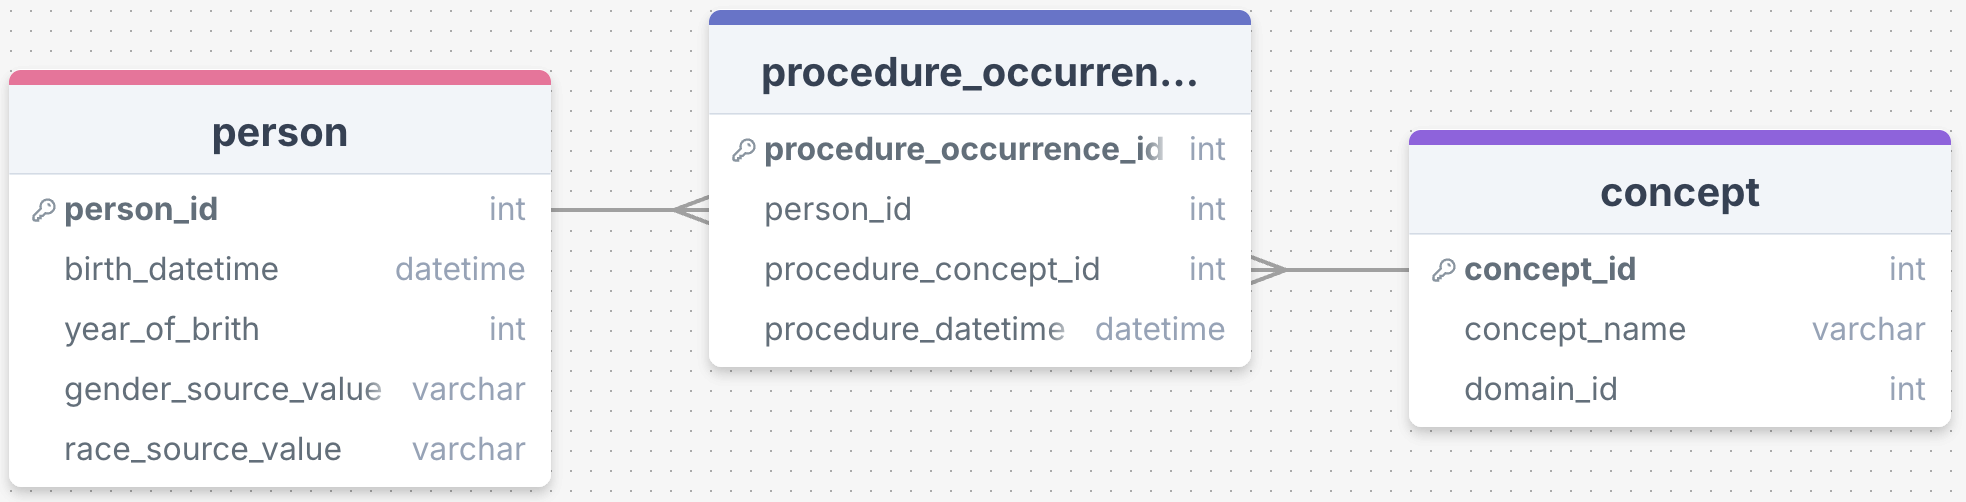 person
person_id int
birth_datetime datetime
year_of_brith int
gender_source_value varchar
race_source_value varchar
procedure_occurren...
procedure_occurrence_id int
person_id int
procedure_concept_id int
procedure_datetime datetime
concept
concept_id int
concept_name varchar
domain_id int